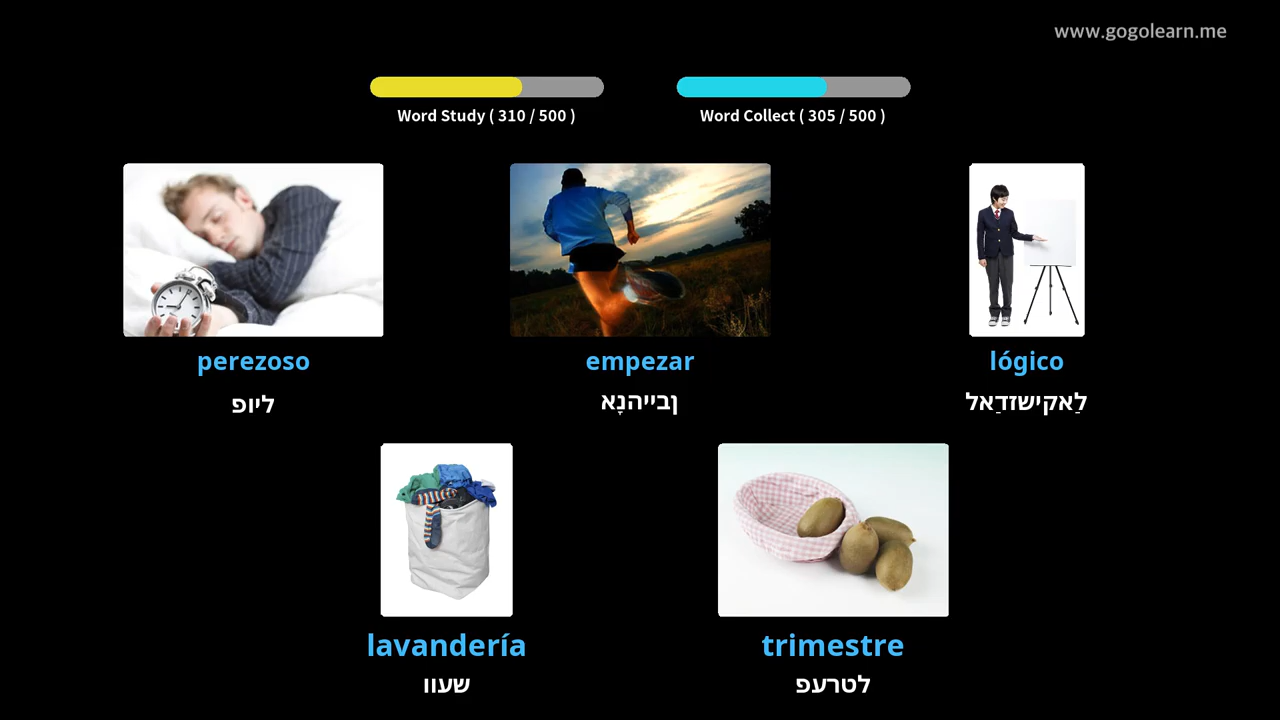 www.gogolearn.me
Word Study ( 310 / 500 )
Word Collect ( 305 / 500 )
perezoso
empezar
lógico
ליופ
ןבייהנָא
לַאקישזדַאל
lavandería
trimestre
שעוו
לטרעפ